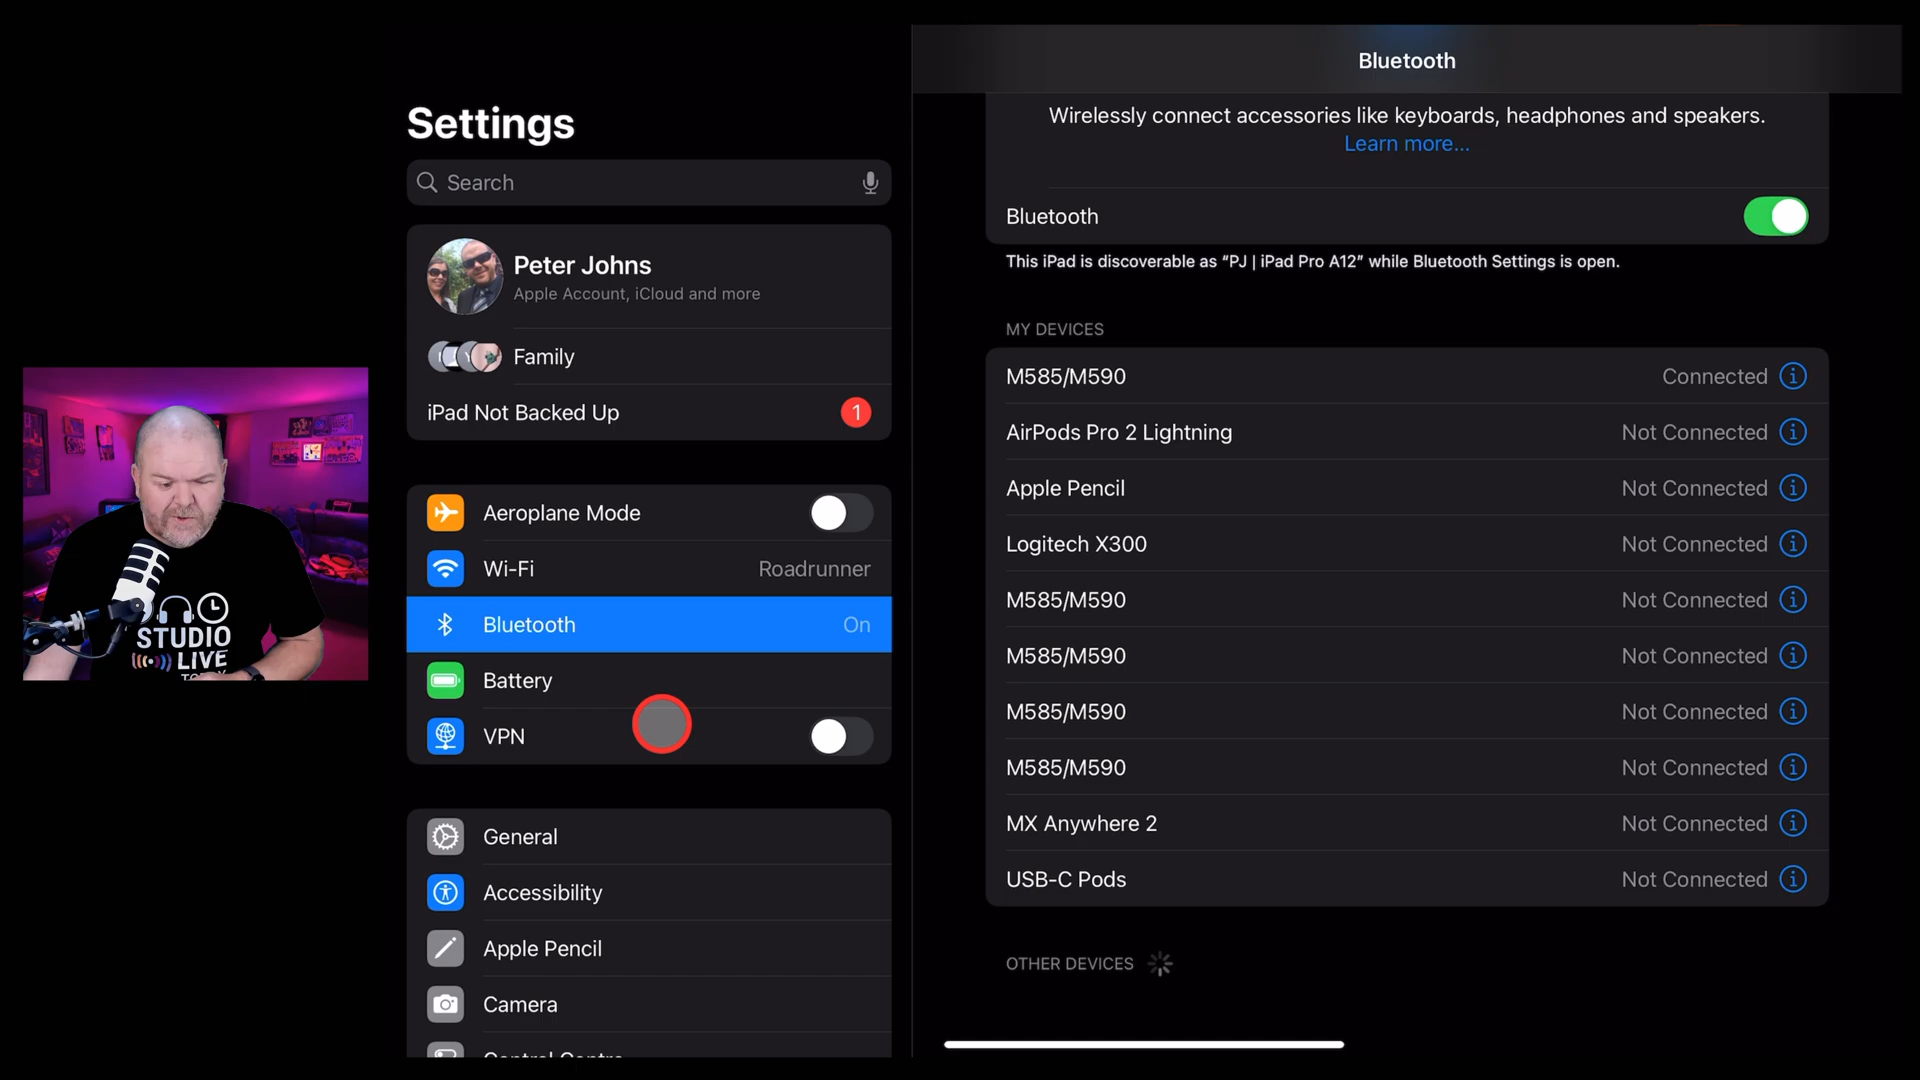 Settings
Search
Peter Johns
Apple Account, iCloud and more
Family
iPad Not Backed Up 1
Aeroplane Mode
Wi-Fi Roadrunner
Bluetooth On
Battery
VPN
General
Accessibility
Apple Pencil
Camera
Control Centre
Bluetooth
Wirelessly connect accessories like keyboards, headphones and speakers.
Learn more...
Bluetooth
This iPad is discoverable as “PJ | iPad Pro A12” while Bluetooth Settings is open.
MY DEVICES
M585/M590 Connected
AirPods Pro 2 Lightning Not Connected
Apple Pencil Not Connected
Logitech X300 Not Connected
M585/M590 Not Connected
M585/M590 Not Connected
M585/M590 Not Connected
M585/M590 Not Connected
MX Anywhere 2 Not Connected
USB-C Pods Not Connected
OTHER DEVICES
STUDIO
LIVE